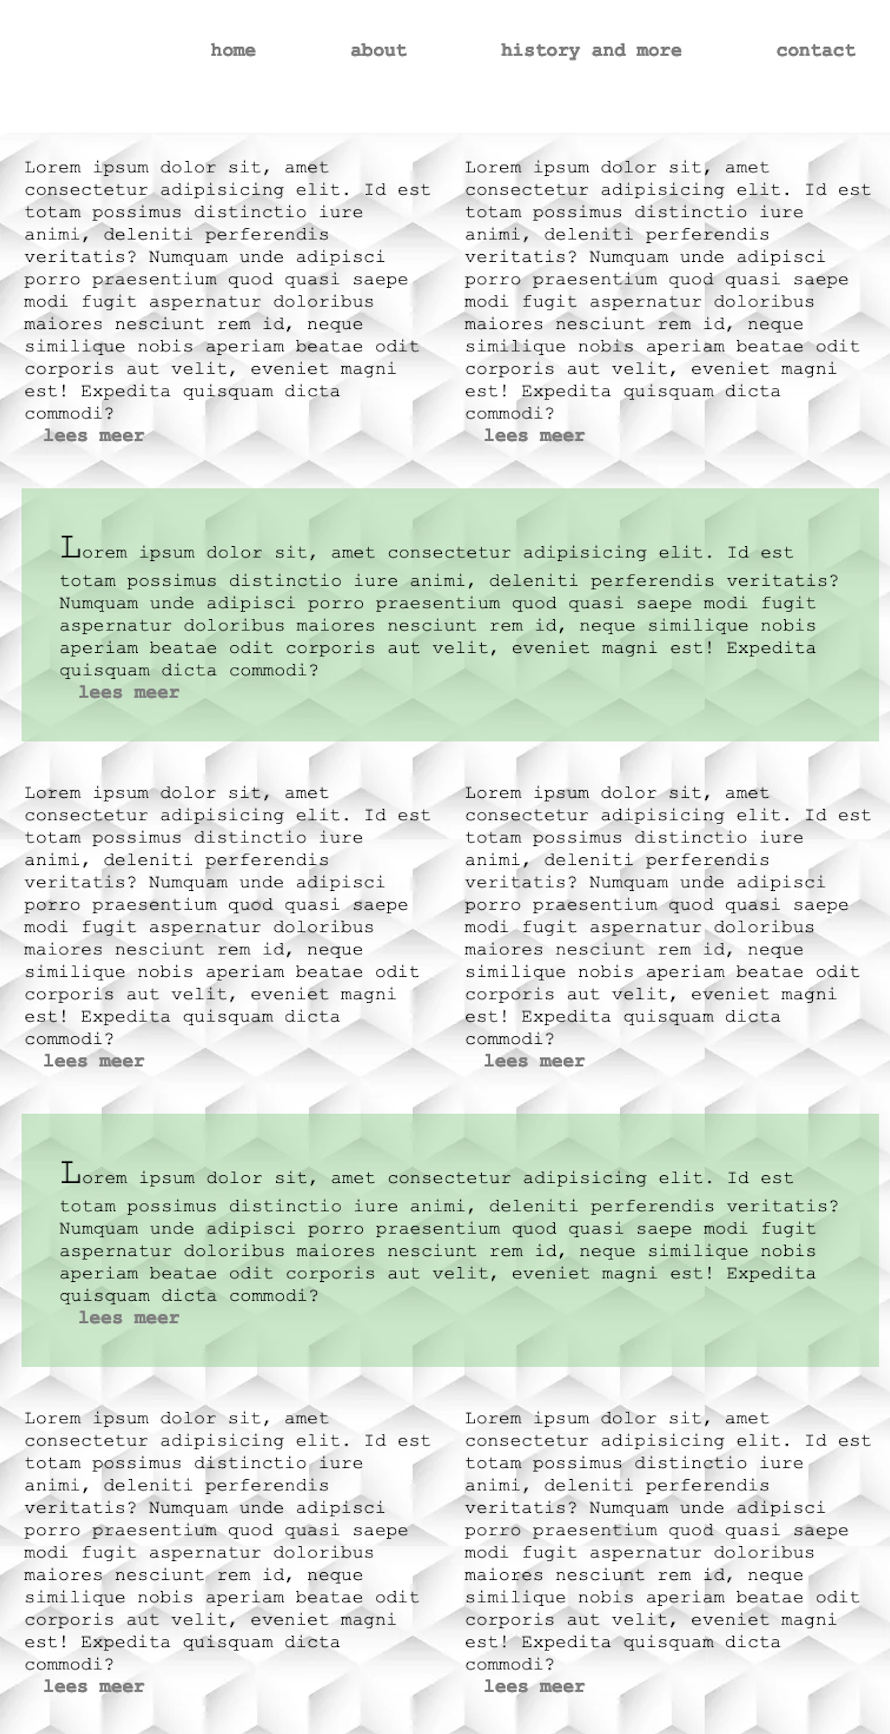 home about history and more contact
Lorem ipsum dolor sit, amet
consectetur adipisicing elit. Id est
totam possimus distinctio iure
animi, deleniti perferendis
veritatis? Numquam unde adipisci
porro praesentium quod quasi saepe
modi fugit aspernatur doloribus
maiores nesciunt rem id, neque
similique nobis aperiam beatae odit
corporis aut velit, eveniet magni
est! Expedita quisquam dicta
commodi?
lees meer
Lorem ipsum dolor sit, amet
consectetur adipisicing elit. Id est
totam possimus distinctio iure
animi, deleniti perferendis
veritatis? Numquam unde adipisci
porro praesentium quod quasi saepe
modi fugit aspernatur doloribus
maiores nesciunt rem id, neque
similique nobis aperiam beatae odit
corporis aut velit, eveniet magni
est! Expedita quisquam dicta
commodi?
lees meer
Lorem ipsum dolor sit, amet consectetur adipisicing elit. Id est
totam possimus distinctio iure animi, deleniti perferendis veritatis?
Numquam unde adipisci porro praesentium quod quasi saepe modi fugit
aspernatur doloribus maiores nesciunt rem id, neque similique nobis
aperiam beatae odit corporis aut velit, eveniet magni est! Expedita
quisquam dicta commodi?
lees meer
Lorem ipsum dolor sit, amet
consectetur adipisicing elit. Id est
totam possimus distinctio iure
animi, deleniti perferendis
veritatis? Numquam unde adipisci
porro praesentium quod quasi saepe
modi fugit aspernatur doloribus
maiores nesciunt rem id, neque
similique nobis aperiam beatae odit
corporis aut velit, eveniet magni
est! Expedita quisquam dicta
commodi?
lees meer
Lorem ipsum dolor sit, amet
consectetur adipisicing elit. Id est
totam possimus distinctio iure
animi, deleniti perferendis
veritatis? Numquam unde adipisci
porro praesentium quod quasi saepe
modi fugit aspernatur doloribus
maiores nesciunt rem id, neque
similique nobis aperiam beatae odit
corporis aut velit, eveniet magni
est! Expedita quisquam dicta
commodi?
lees meer
Lorem ipsum dolor sit, amet consectetur adipisicing elit. Id est
totam possimus distinctio iure animi, deleniti perferendis veritatis?
Numquam unde adipisci porro praesentium quod quasi saepe modi fugit
aspernatur doloribus maiores nesciunt rem id, neque similique nobis
aperiam beatae odit corporis aut velit, eveniet magni est! Expedita
quisquam dicta commodi?
lees meer
Lorem ipsum dolor sit, amet
consectetur adipisicing elit. Id est
totam possimus distinctio iure
animi, deleniti perferendis
veritatis? Numquam unde adipisci
porro praesentium quod quasi saepe
modi fugit aspernatur doloribus
maiores nesciunt rem id, neque
similique nobis aperiam beatae odit
corporis aut velit, eveniet magni
est! Expedita quisquam dicta
commodi?
lees meer
Lorem ipsum dolor sit, amet
consectetur adipisicing elit. Id est
totam possimus distinctio iure
animi, deleniti perferendis
veritatis? Numquam unde adipisci
porro praesentium quod quasi saepe
modi fugit aspernatur doloribus
maiores nesciunt rem id, neque
similique nobis aperiam beatae odit
corporis aut velit, eveniet magni
est! Expedita quisquam dicta
commodi?
lees meer